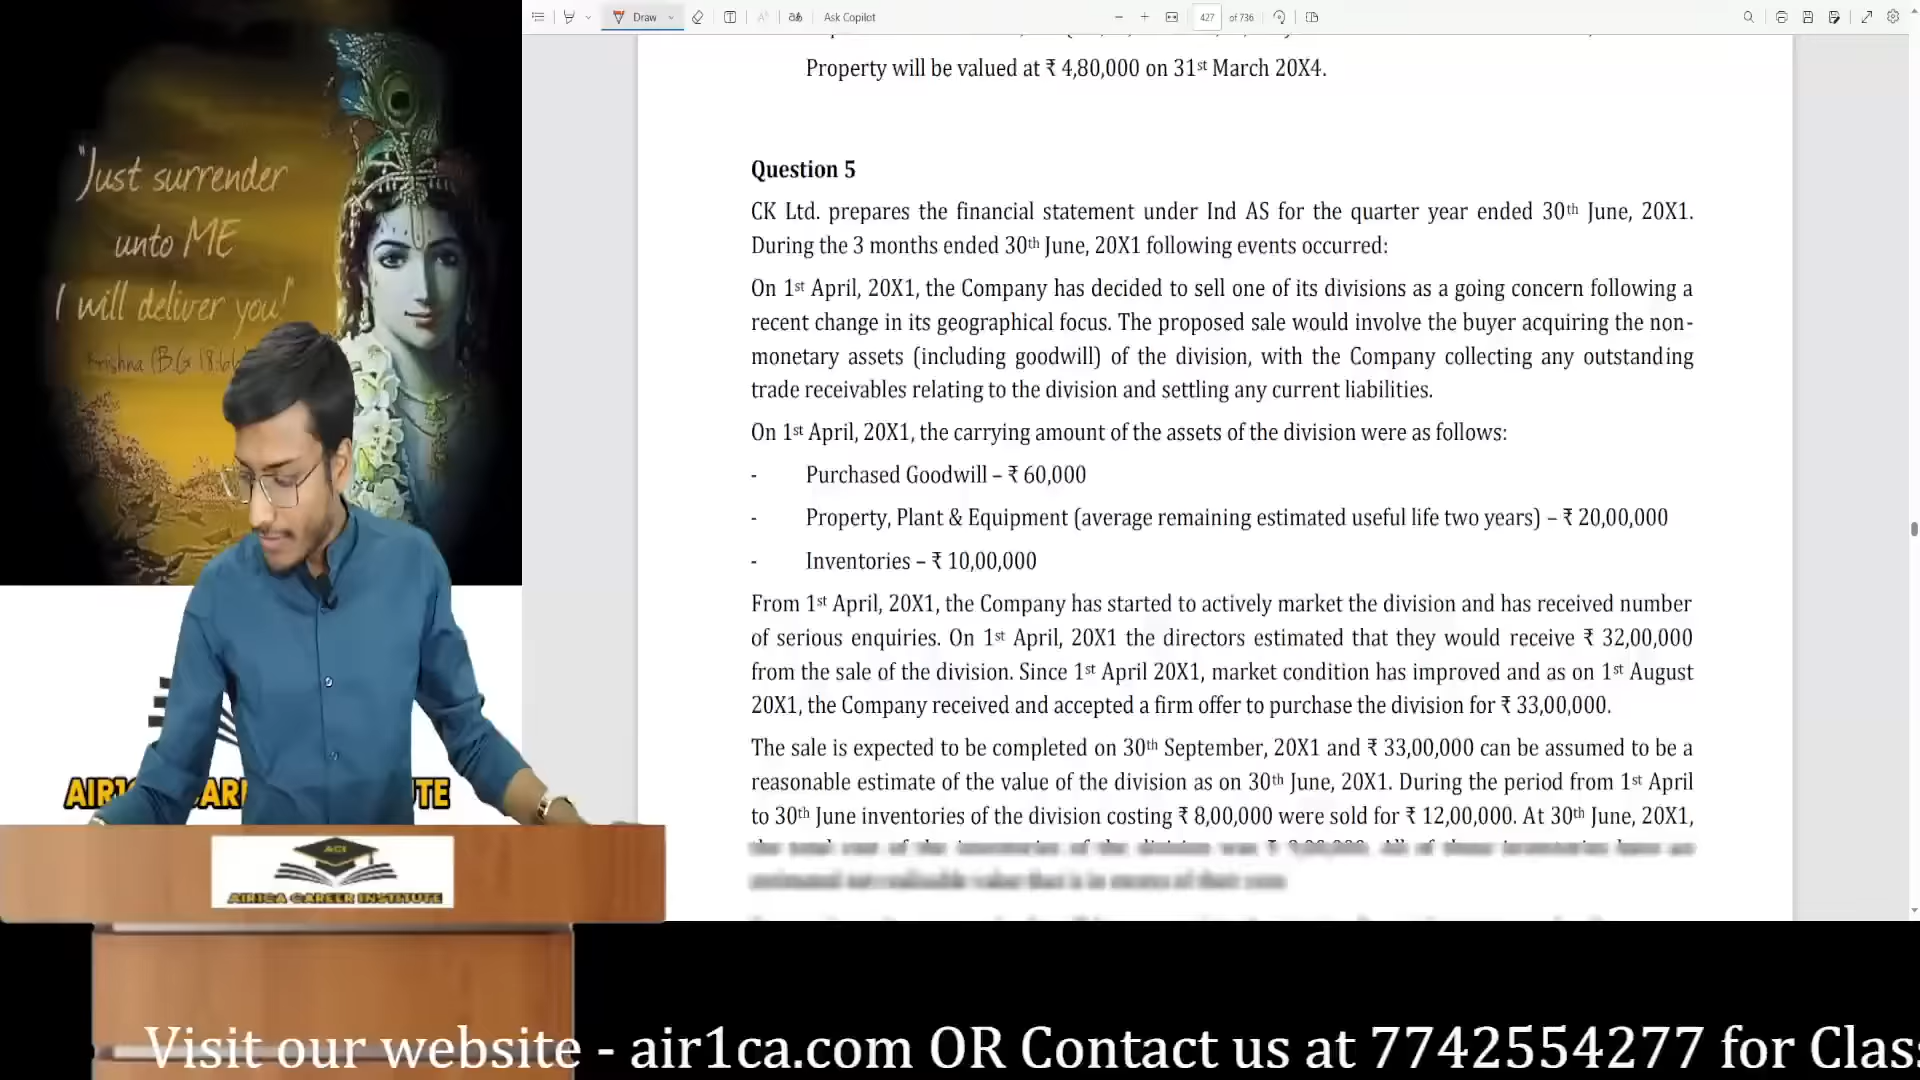 Draw
Ask Copilot
427 of 736
Property will be valued at ₹ 4,80,000 on 31st March 20X4.
"Just surrender
unto ME
I will deliver you!"
Krishna (B.G 18:66)
Question 5
CK Ltd. prepares the financial statement under Ind AS for the quarter year ended 30th June, 20X1.
During the 3 months ended 30th June, 20X1 following events occurred:
On 1st April, 20X1, the Company has decided to sell one of its divisions as a going concern following a
recent change in its geographical focus. The proposed sale would involve the buyer acquiring the non-
monetary assets (including goodwill) of the division, with the Company collecting any outstanding
trade receivables relating to the division and settling any current liabilities.
On 1st April, 20X1, the carrying amount of the assets of the division were as follows:
- Purchased Goodwill – ₹ 60,000
- Property, Plant & Equipment (average remaining estimated useful life two years) – ₹ 20,00,000
- Inventories – ₹ 10,00,000
From 1st April, 20X1, the Company has started to actively market the division and has received number
of serious enquiries. On 1st April, 20X1 the directors estimated that they would receive ₹ 32,00,000
from the sale of the division. Since 1st April 20X1, market condition has improved and as on 1st August
20X1, the Company received and accepted a firm offer to purchase the division for ₹ 33,00,000.
The sale is expected to be completed on 30th September, 20X1 and ₹ 33,00,000 can be assumed to be a
reasonable estimate of the value of the division as on 30th June, 20X1. During the period from 1st April
to 30th June inventories of the division costing ₹ 8,00,000 were sold for ₹ 12,00,000. At 30th June, 20X1,
ACI
AIR1CA CAREER INSTITUTE
Visit our website - air1ca.com OR Contact us at 7742554277 for Clas